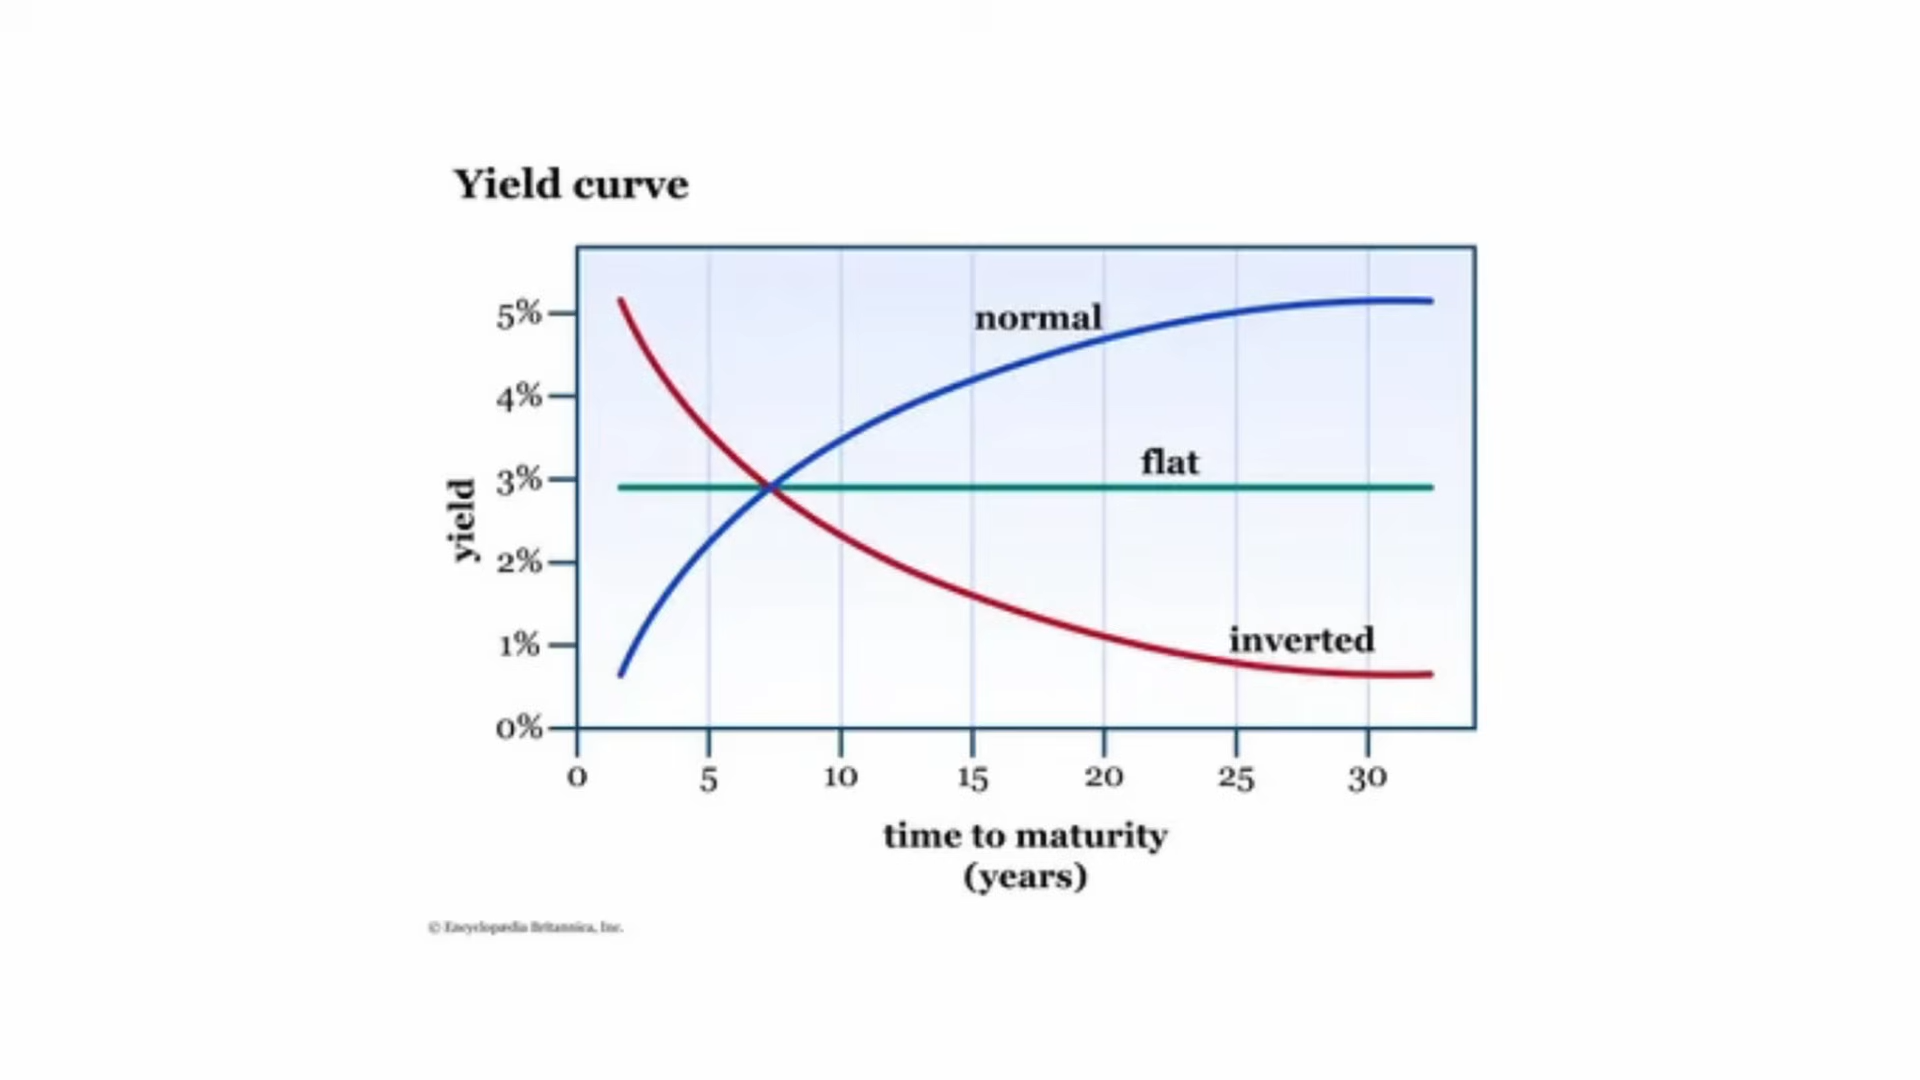 Yield curve
5%
4%
3%
2%
1%
0%
yield
normal
flat
inverted
0 5 10 15 20 25 30
time to maturity
(years)
© Encyclopædia Britannica, Inc.